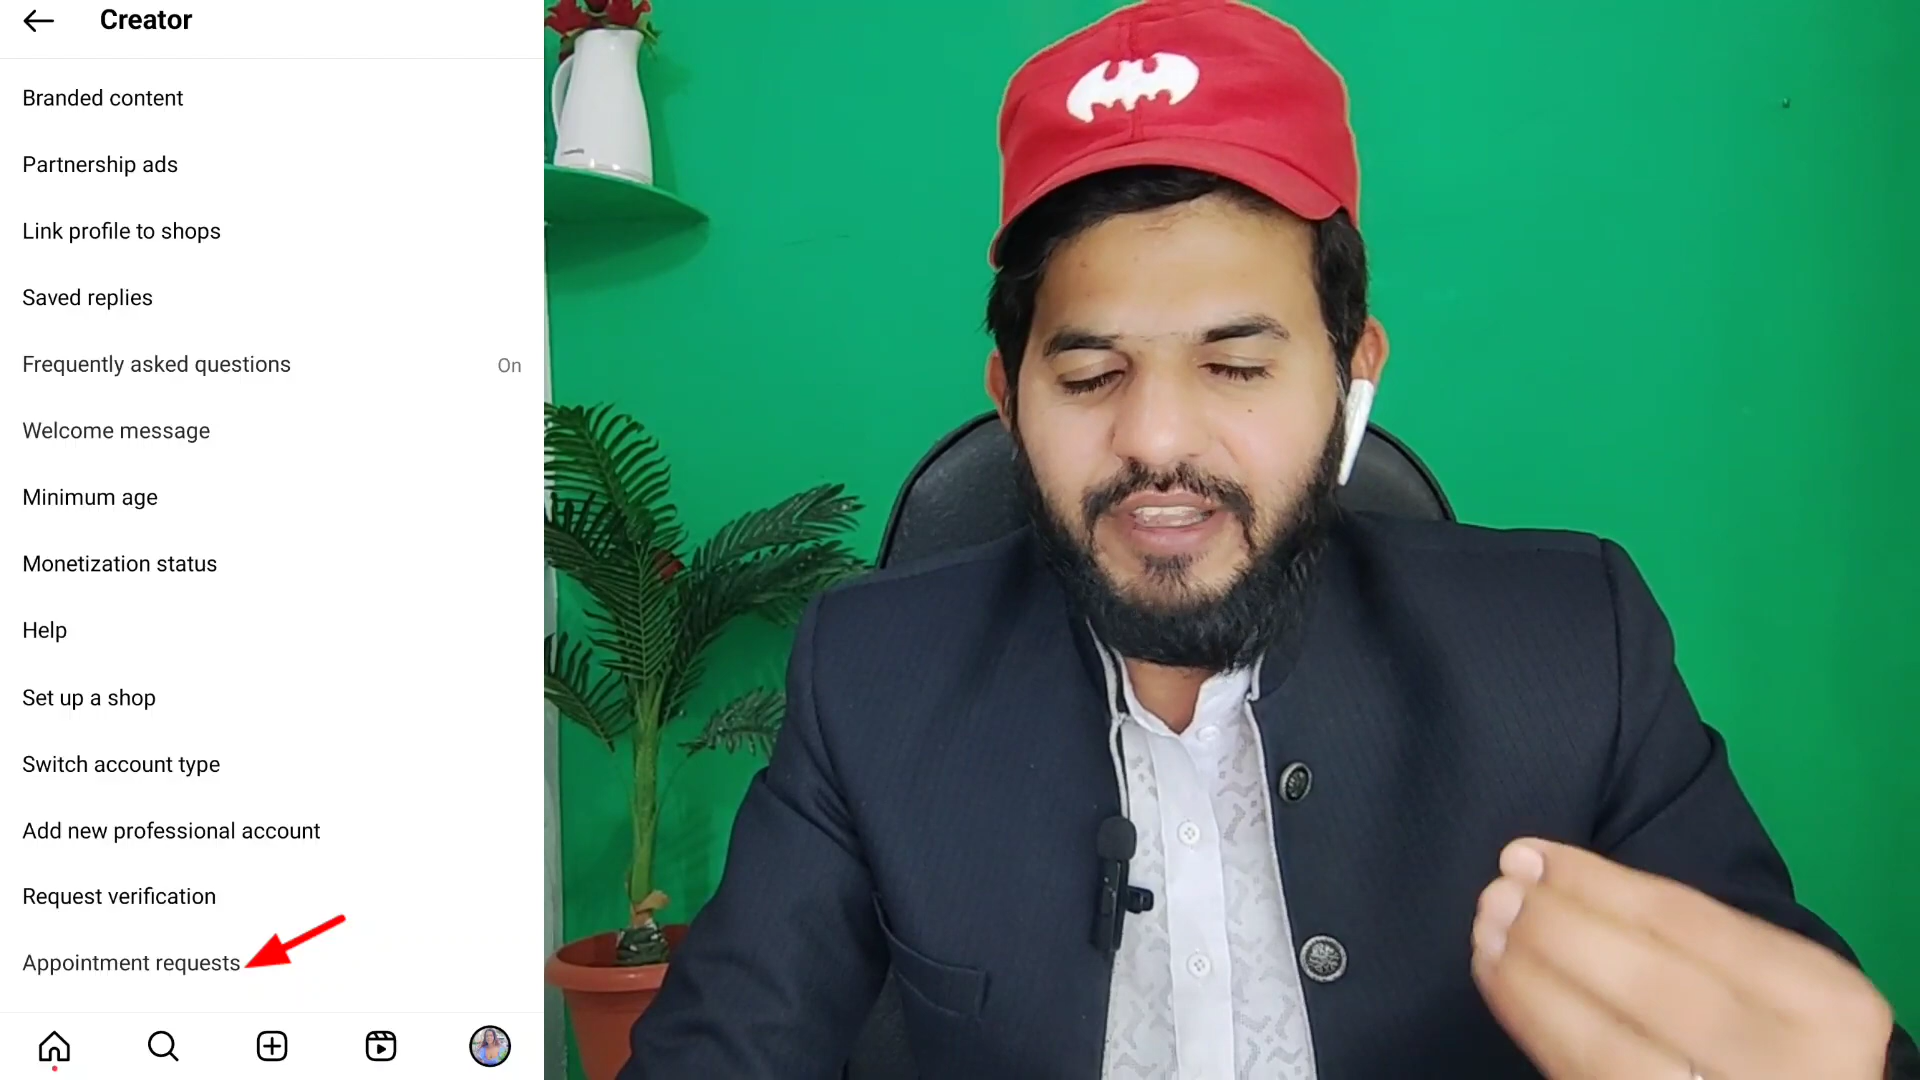 Creator
Branded content
Partnership ads
Link profile to shops
Saved replies
Frequently asked questions On
Welcome message
Minimum age
Monetization status
Help
Set up a shop
Switch account type
Add new professional account
Request verification
Appointment requests